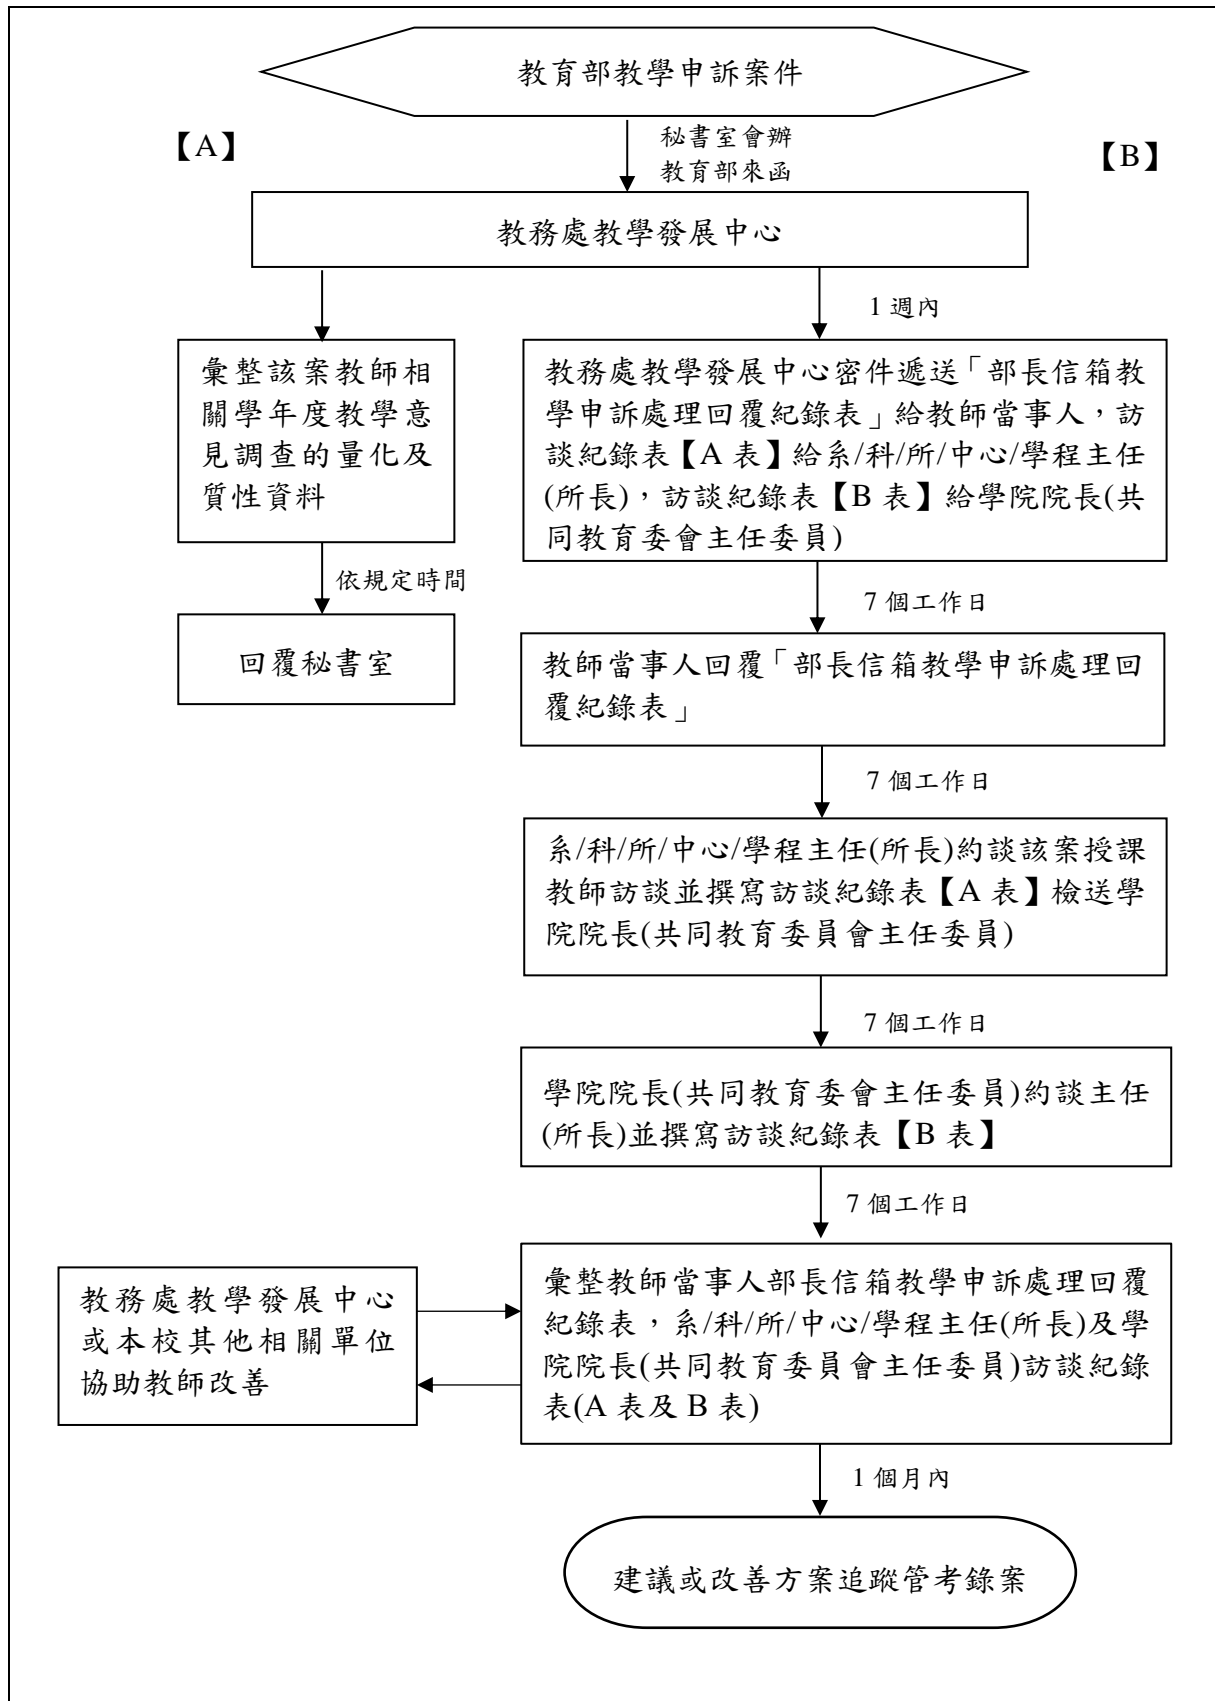 教育部教學申訴案件
【A】
秘書室會辦
教育部來函
【B】
教務處教學發展中心
1 週內
彙整該案教師相
關學年度教學意
見調查的量化及
質性資料
依規定時間
回覆秘書室
教務處教學發展中心密件遞送「部長信箱教
學申訴處理回覆紀錄表」給教師當事人，訪
談紀錄表【A 表】給系/科/所/中心/學程主任
(所長)，訪談紀錄表【B 表】給學院院長(共
同教育委會主任委員)
7 個工作日
教師當事人回覆「部長信箱教學申訴處理回
覆紀錄表」
7 個工作日
系/科/所/中心/學程主任(所長)約談該案授課
教師訪談並撰寫訪談紀錄表【A 表】檢送學
院院長(共同教育委員會主任委員)
7 個工作日
學院院長(共同教育委會主任委員)約談主任
(所長)並撰寫訪談紀錄表【B 表】
7 個工作日
教務處教學發展中心
或本校其他相關單位
協助教師改善
彙整教師當事人部長信箱教學申訴處理回覆
紀錄表，系/科/所/中心/學程主任(所長)及學
院院長(共同教育委員會主任委員)訪談紀錄
表(A 表及 B 表)
1 個月內
建議或改善方案追蹤管考錄案